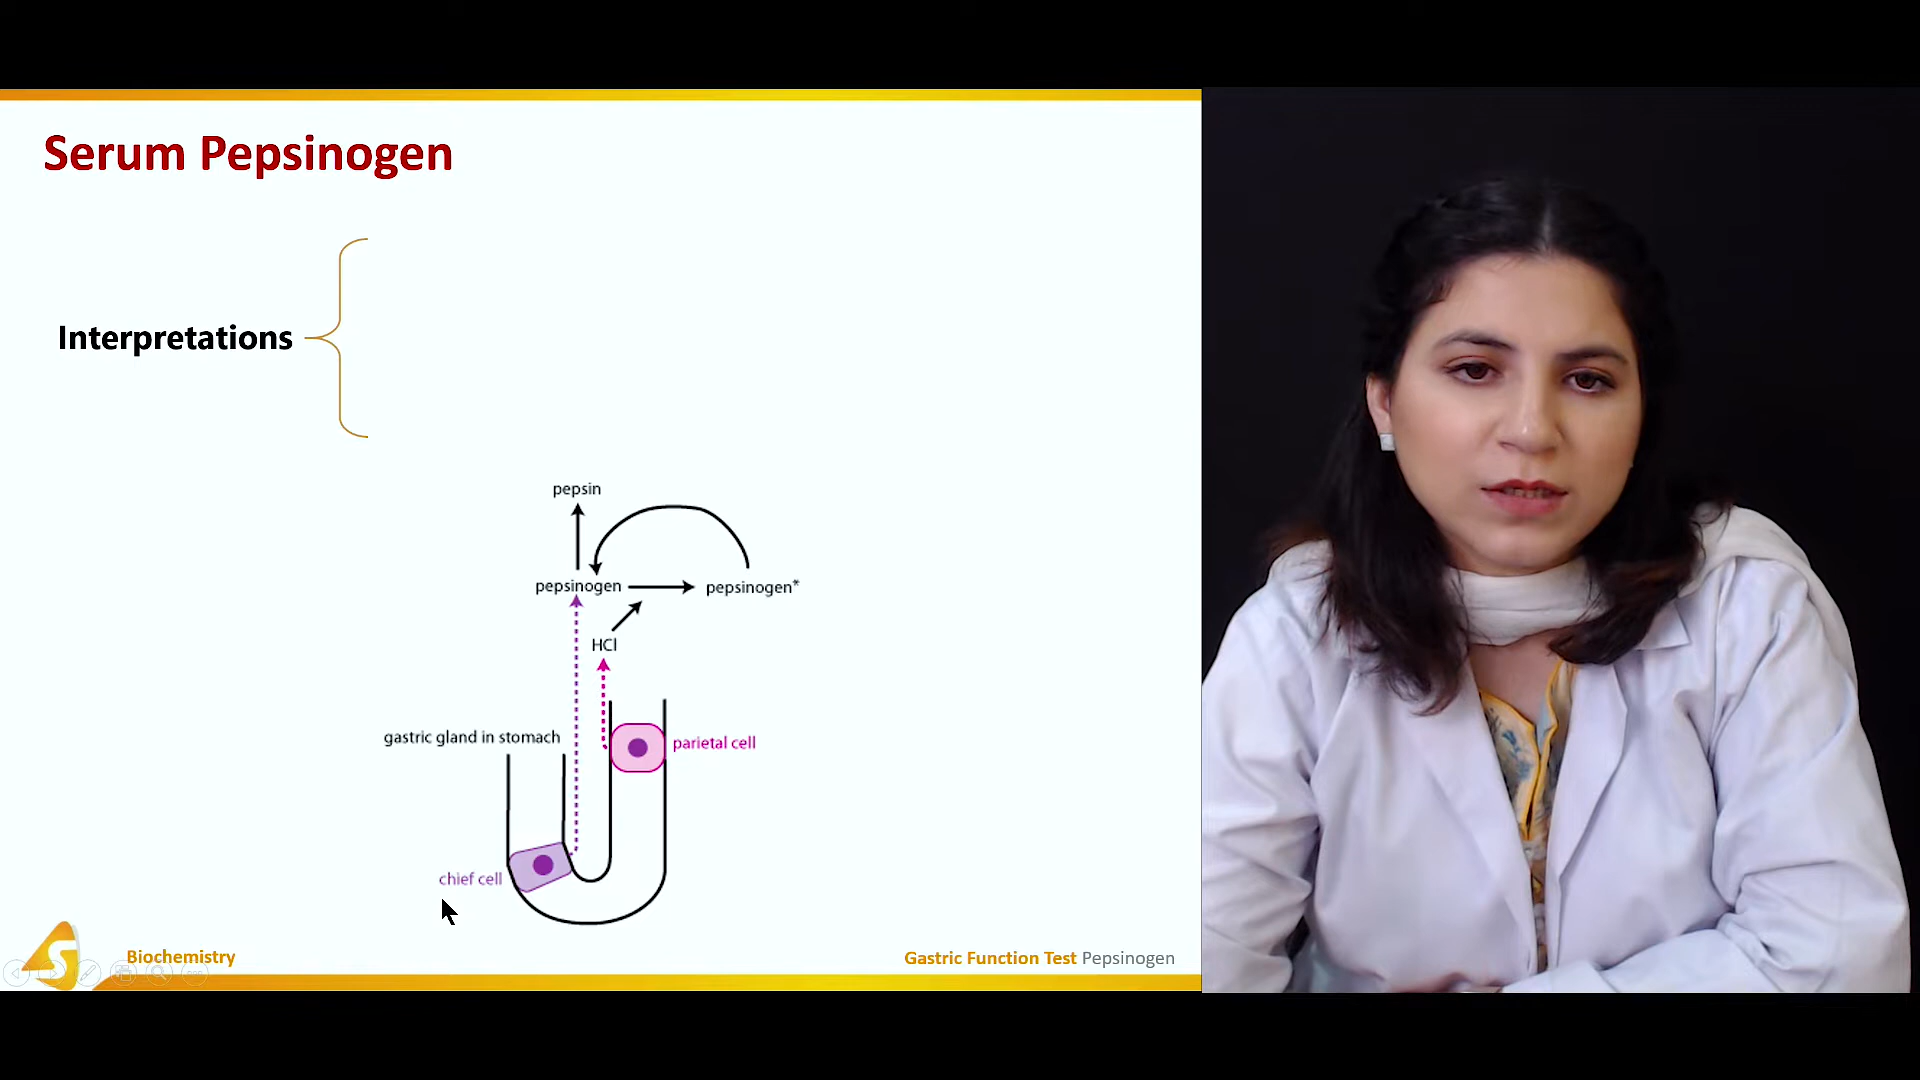 Serum Pepsinogen
Interpretations
pepsin
pepsinogen
pepsinogen*
HCl
gastric gland in stomach
parietal cell
chief cell
S
Biochemistry
Gastric Function Test Pepsinogen